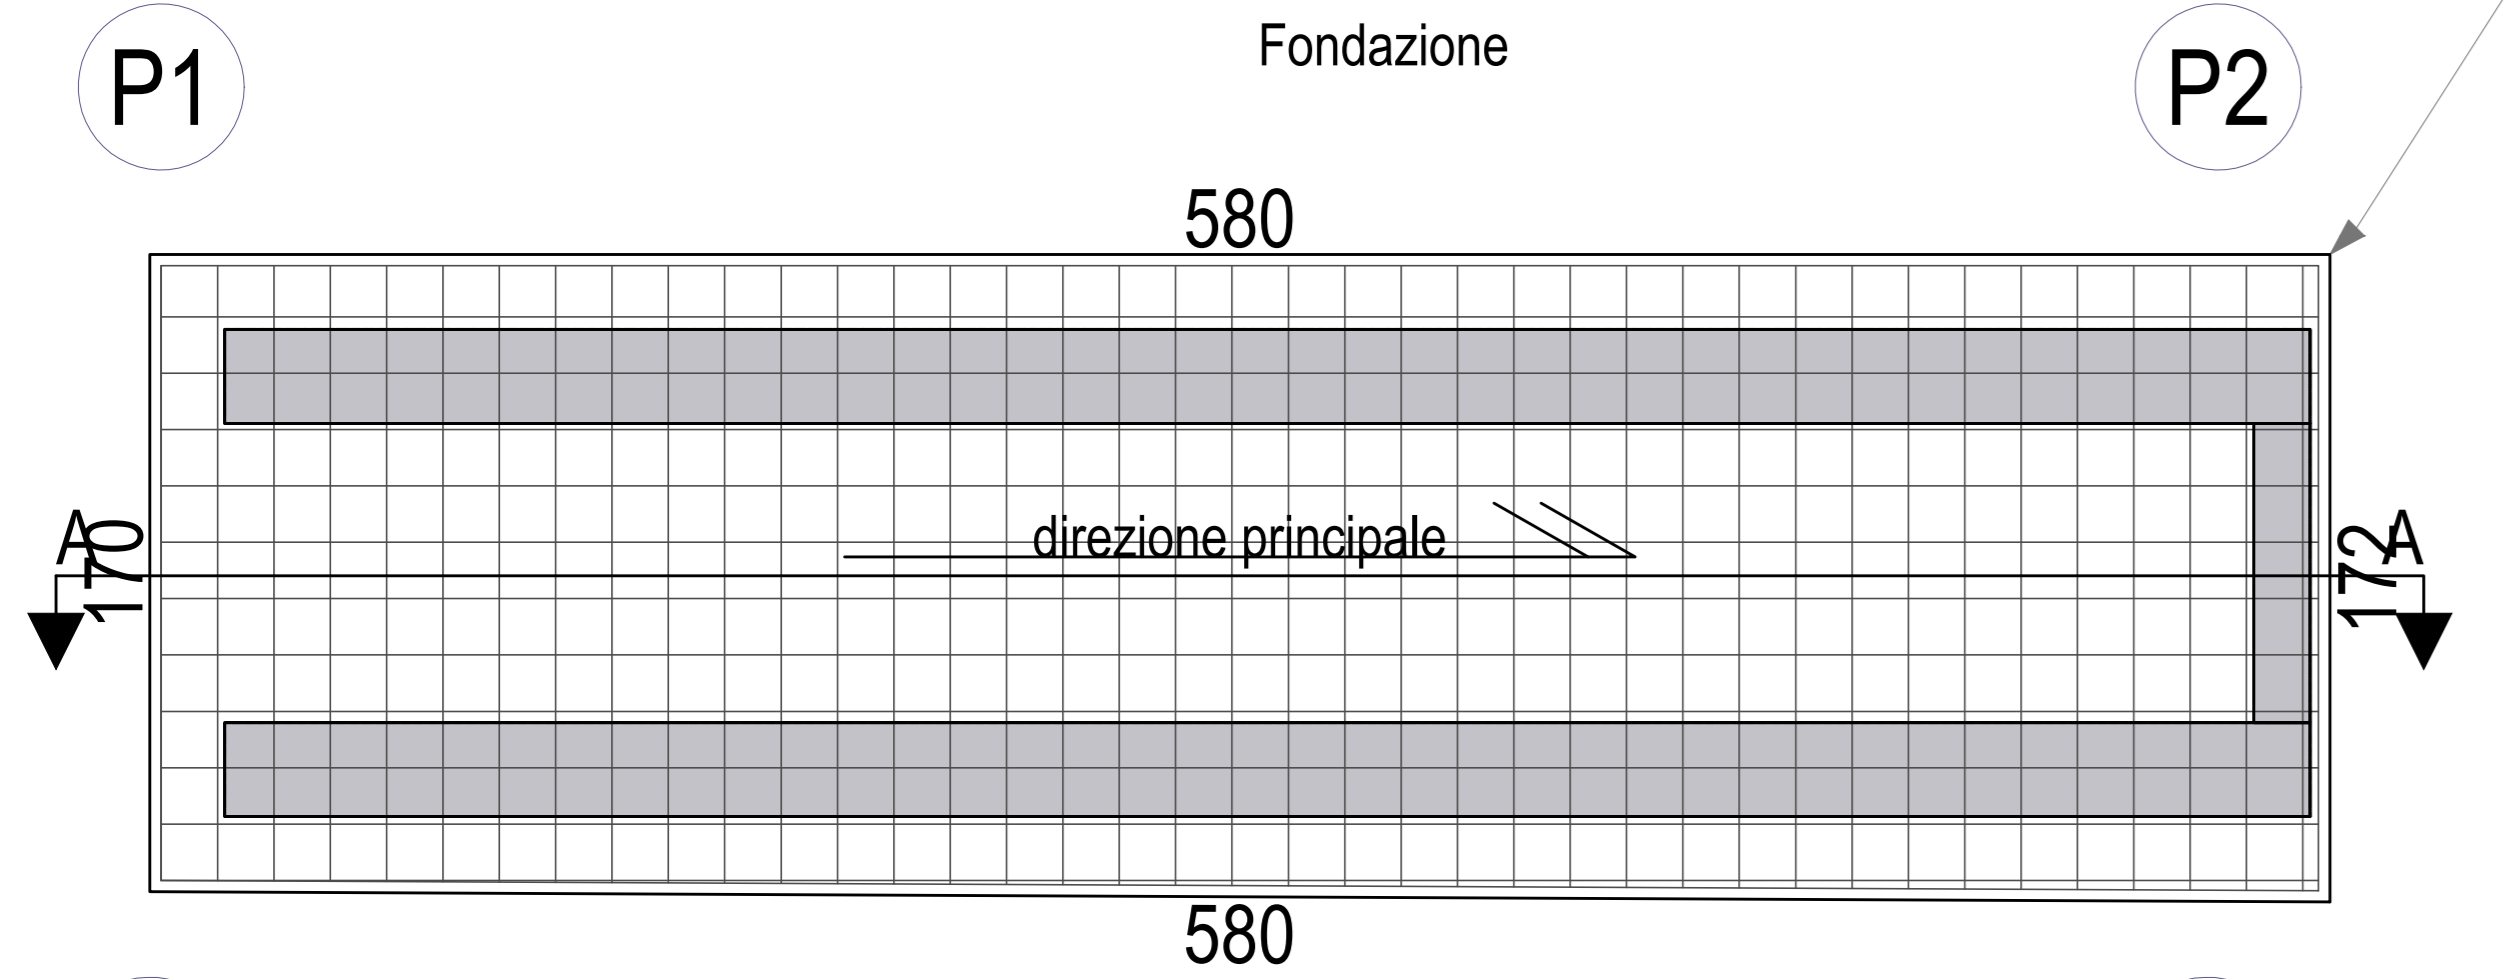 P1
Fondazione
P2
580
direzione principale
A
170
172
A
580